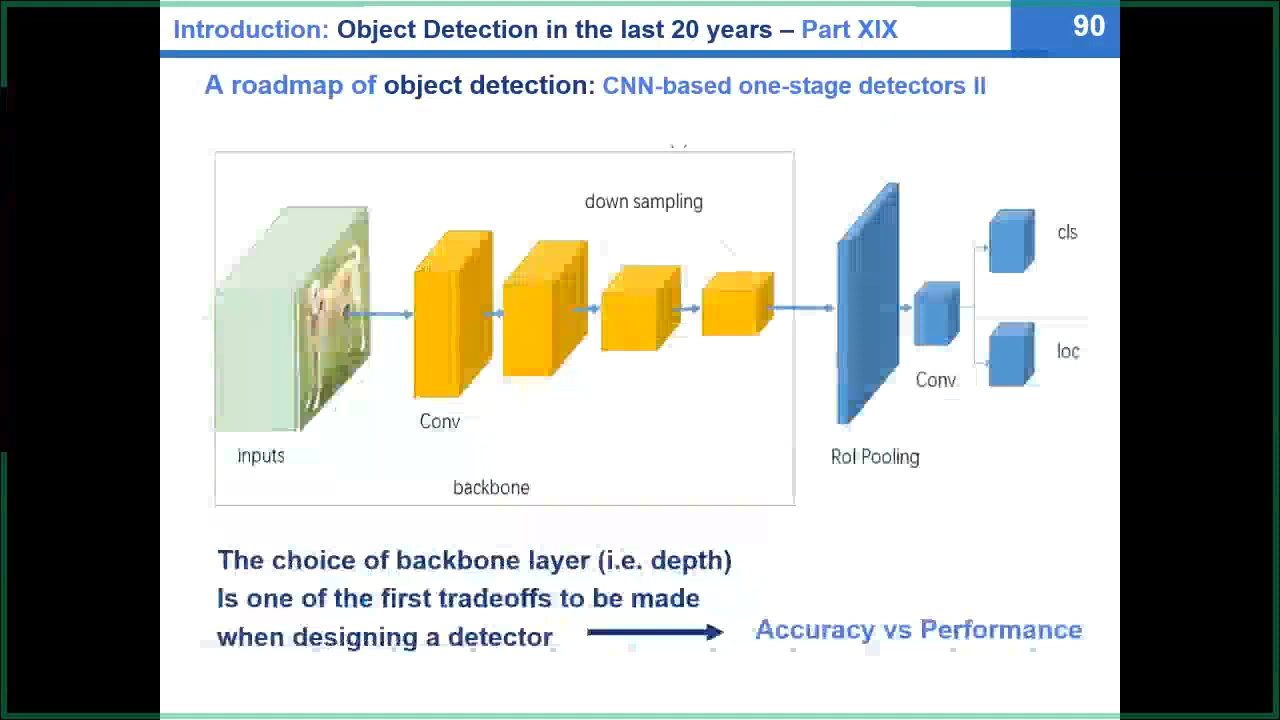 Introduction: Object Detection in the last 20 years – Part XIX
90
A roadmap of object detection: CNN-based one-stage detectors II
down sampling
cls
loc
Conv
Conv
inputs
RoI Pooling
backbone
The choice of backbone layer (i.e. depth)
Is one of the first tradeoffs to be made
when designing a detector
Accuracy vs Performance